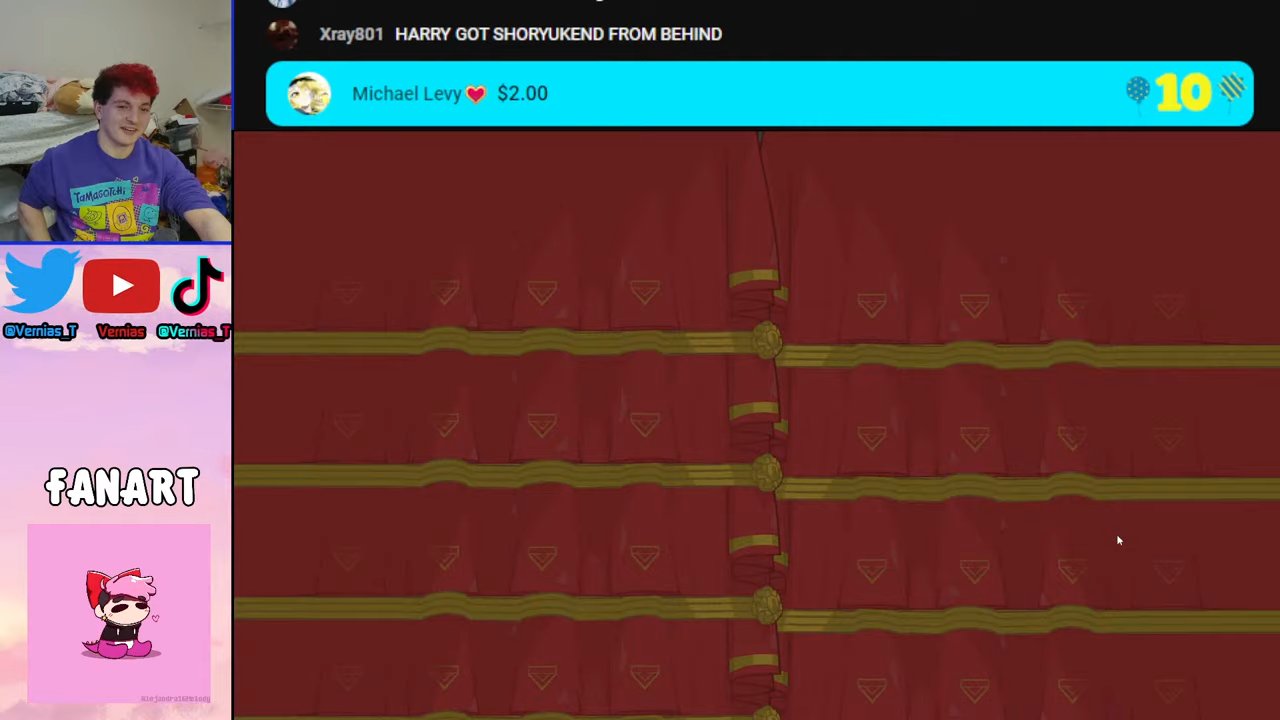 Xray801 HARRY GOT SHORYUKEND FROM BEHIND
Michael Levy $2.00
10
TAMAGOTCHI
@Vernias_T Vernias @Vernias_T
FANART